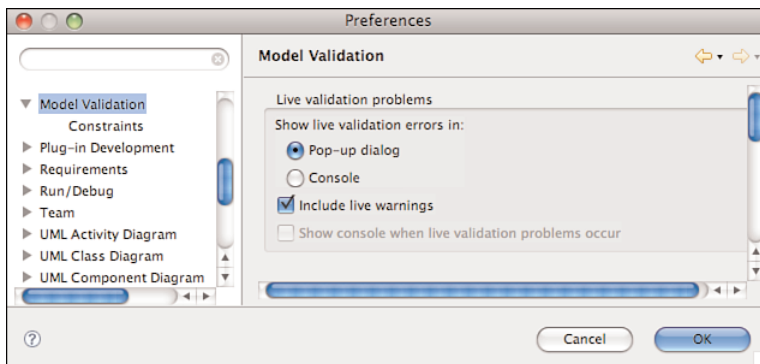 Preferences
Model Validation
Constraints
Plug-in Development
Requirements
Run/Debug
Team
UML Activity Diagram
UML Class Diagram
UML Component Diagram
Model Validation
Live validation problems
Show live validation errors in:
Pop-up dialog
Console
Include live warnings
Show console when live validation problems occur
?
Cancel
OK